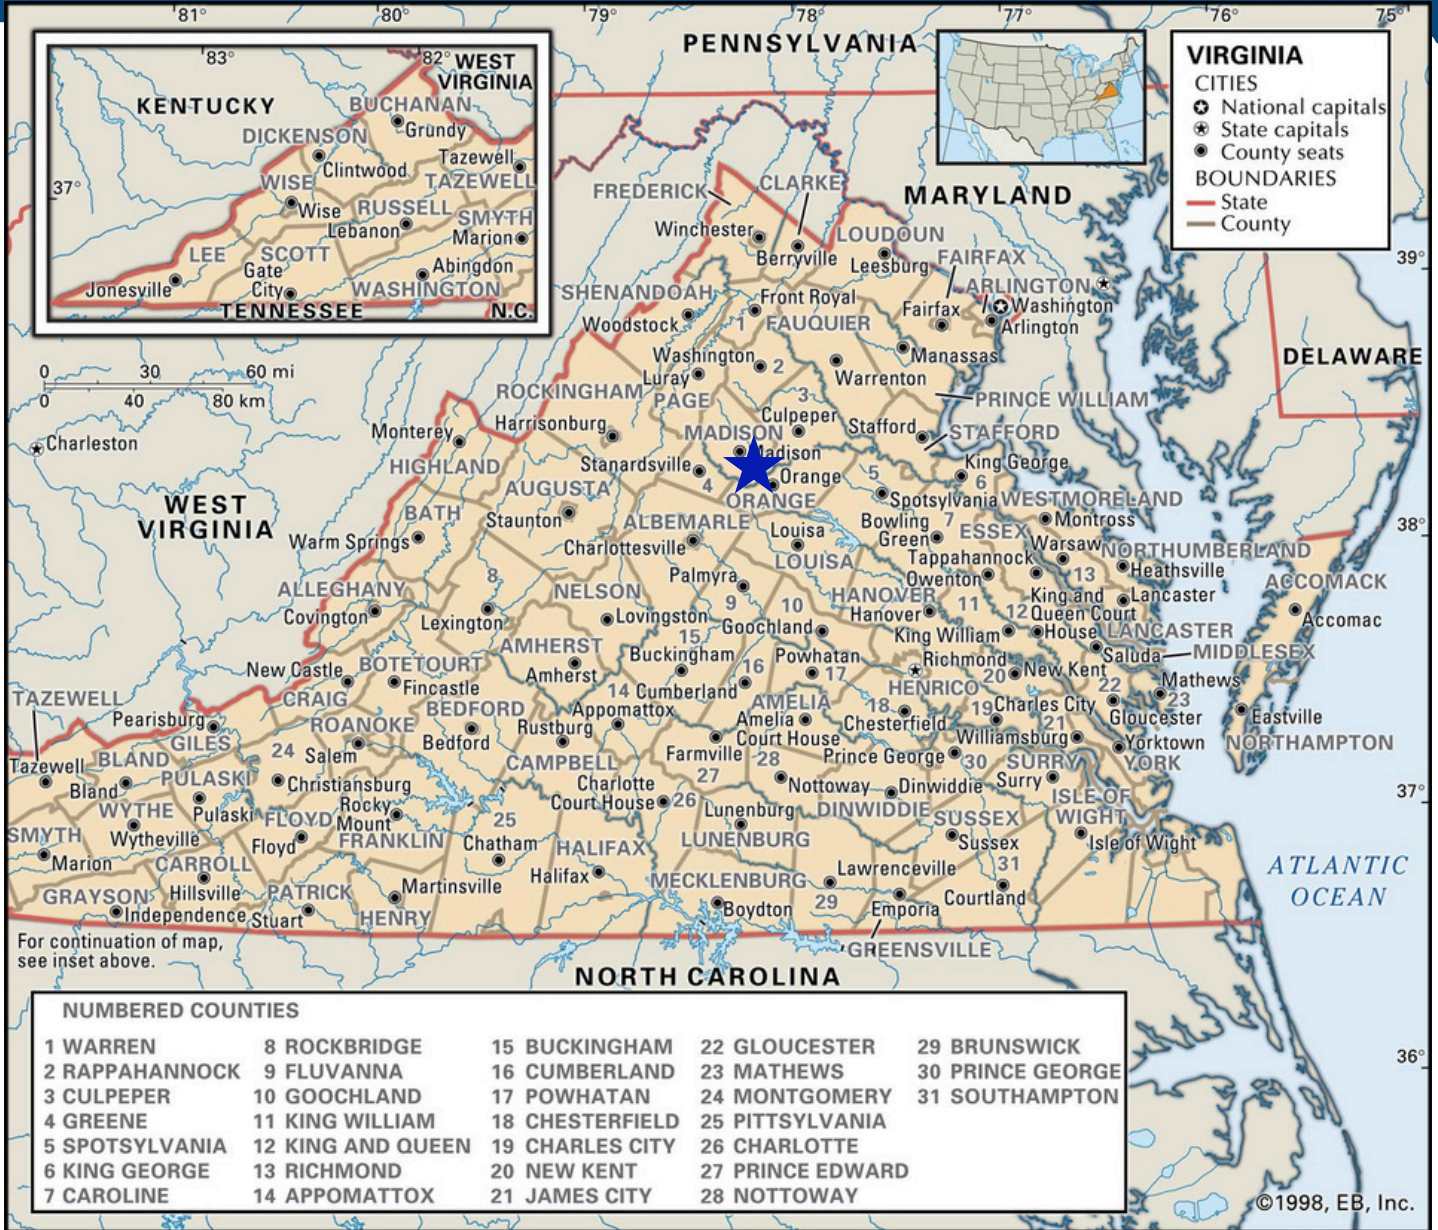 81°
80°
79°
78°
77°
76°
75°
83°
82°
WEST
VIRGINIA
KENTUCKY
BUCHANAN
Grundy
DICKENSON
Clintwood
Tazewell
TAZEWELL
37°
WISE
Wise
RUSSELL
Lebanon
SMYTH
Marion
LEE
SCOTT
Gate
City
Abingdon
WASHINGTON
Jonesville
TENNESSEE
N.C.
PENNSYLVANIA
VIRGINIA
CITIES
National capitals
State capitals
County seats
BOUNDARIES
State
County
MARYLAND
FREDERICK
CLARKE
Winchester
Berryville
LOUDOUN
Leesburg
FAIRFAX
39°
SHENANDOAH
Woodstock
Front Royal
1
FAUQUIER
Fairfax
ARLINGTON
Washington
Arlington
Washington
2
Manassas
Warrenton
DELAWARE
0 30 60 mi
0 40 80 km
Luray
PAGE
ROCKINGHAM
Harrisonburg
3
Culpeper
PRINCE WILLIAM
Stafford
STAFFORD
Charleston
Monterey
HIGHLAND
MADISON
Madison
Stanardsville
4
Orange
ORANGE
5
Spotsylvania
King George
6
WESTMORELAND
Montross
WEST
VIRGINIA
AUGUSTA
Staunton
BATH
Warm Springs
ALBEMARLE
Charlottesville
Louisa
LOUISA
Bowling
Green
7
ESSEX
Tappahannock
Warsaw
NORTHUMBERLAND
Heathsville
38°
ALLEGHANY
Covington
8
Lexington
NELSON
Lovingston
Palmyra
9
10
Goochland
HANOVER
Hanover
Owenton
11
King William
12
King and
Queen Court
House
13
Lancaster
LANCASTER
Saluda
MIDDLESEX
ACCOMACK
Accomac
New Castle
CRAIG
BOTETOURT
Fincastle
AMHERST
Amherst
15
Buckingham
14
Appomattox
16
Cumberland
Powhatan
17
Richmond
HENRICO
20
New Kent
22
Gloucester
Mathews
23
TAZEWELL
Tazewell
Pearisburg
GILES
ROANOKE
Salem
BEDFORD
Bedford
Rustburg
CAMPBELL
AMELIA
Amelia
Court House
18
Chesterfield
19
Charles City
21
Williamsburg
Yorktown
YORK
Eastville
NORTHAMPTON
BLAND
Bland
PULASKI
Pulaski
24
Christiansburg
Farmville
27
28
Nottoway
Prince George
30
Dinwiddie
DINWIDDIE
SURRY
Surry
ISLE OF
WIGHT
Isle of Wight
37°
WYTHE
Wytheville
SMYTH
Marion
FLOYD
Floyd
Rocky
Mount
FRANKLIN
25
Chatham
Charlotte
Court House
26
Lunenburg
LUNENBURG
SUSSEX
Sussex
CARROLL
Hillsville
GRAYSON
Independence
PATRICK
Stuart
Martinsville
HENRY
HALIFAX
Halifax
MECKLENBURG
Boydton
Lawrenceville
29
Emporia
GREENSVILLE
31
Courtland
ATLANTIC
OCEAN
For continuation of map,
see inset above.
NORTH CAROLINA
36°
NUMBERED COUNTIES
1 WARREN
2 RAPPAHANNOCK
3 CULPEPER
4 GREENE
5 SPOTSYLVANIA
6 KING GEORGE
7 CAROLINE
8 ROCKBRIDGE
9 FLUVANNA
10 GOOCHLAND
11 KING WILLIAM
12 KING AND QUEEN
13 RICHMOND
14 APPOMATTOX
15 BUCKINGHAM
16 CUMBERLAND
17 POWHATAN
18 CHESTERFIELD
19 CHARLES CITY
20 NEW KENT
21 JAMES CITY
22 GLOUCESTER
23 MATHEWS
24 MONTGOMERY
25 PITTSYLVANIA
26 CHARLOTTE
27 PRINCE EDWARD
28 NOTTOWAY
29 BRUNSWICK
30 PRINCE GEORGE
31 SOUTHAMPTON
©1998, EB, Inc.